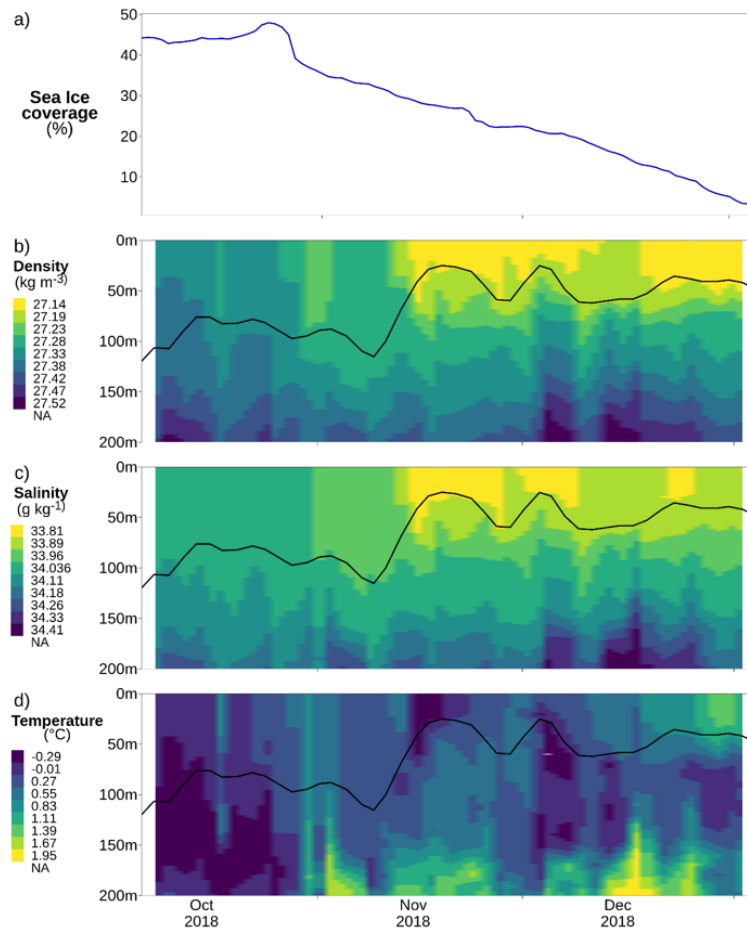 a)
50
40
30
20
10
Sea Ice
coverage
(%)
b)
Density
(kg m-3)
27.14
27.19
27.23
27.28
27.33
27.38
27.42
27.47
27.52
NA
0m
50m
100m
150m
200m
c)
Salinity
(g kg-1)
33.81
33.89
33.96
34.036
34.11
34.18
34.26
34.33
34.41
NA
0m
50m
100m
150m
200m
d)
Temperature
(°C)
-0.29
-0.01
0.27
0.55
0.83
1.11
1.39
1.67
1.95
NA
0m
50m
100m
150m
200m
Oct Nov Dec
2018 2018 2018